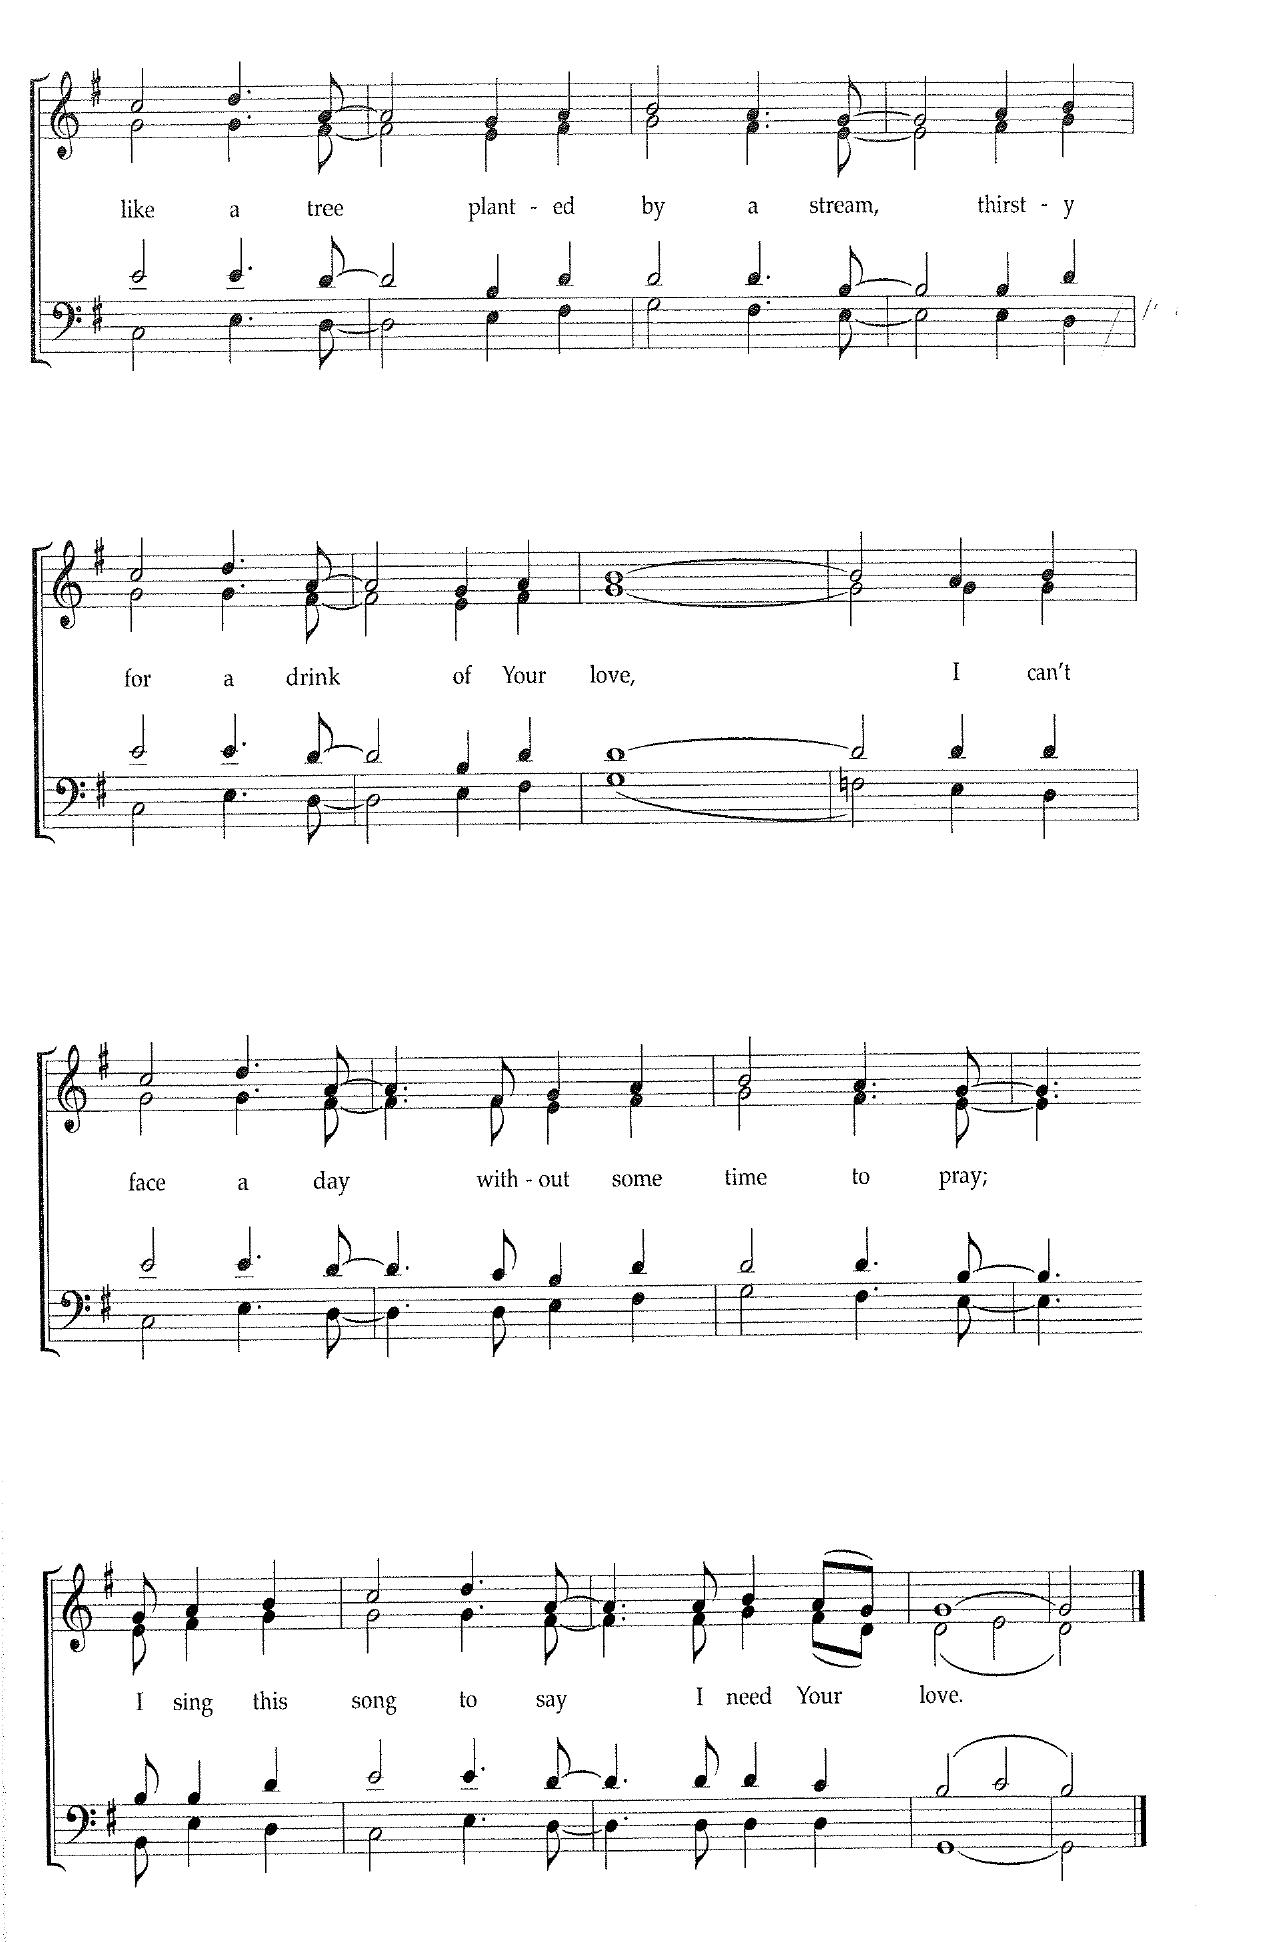 like a tree plant - ed by a stream, thirst - y
for a drink of Your love, I can't
face a day with - out some time to pray;
I sing this song to say I need Your love.